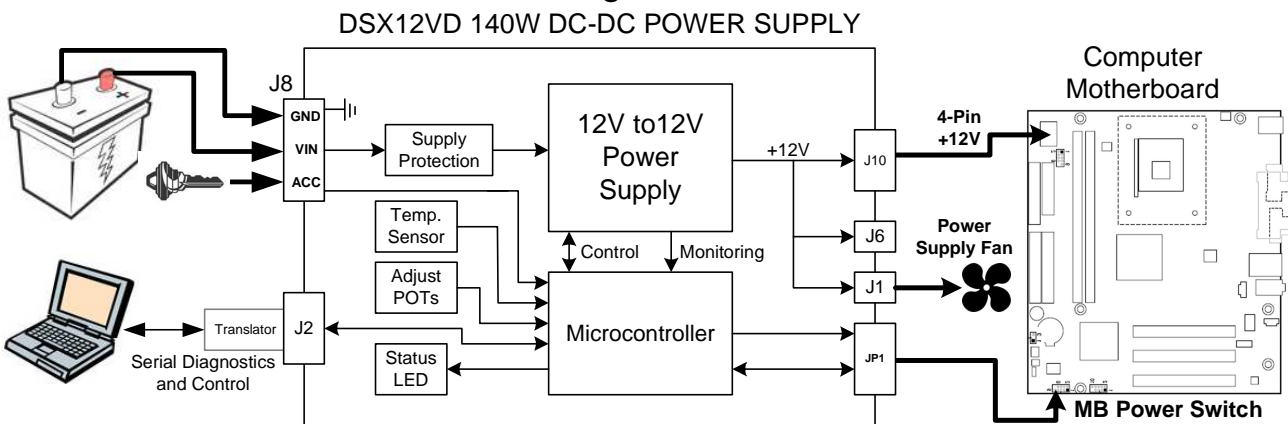 DSX12VD 140W DC-DC POWER SUPPLY
Computer
Motherboard
J8
GND
VIN
ACC
Supply
Protection
12V to12V
Power
Supply
+12V
J10
4-Pin
+12V
Temp.
Sensor
Control
Monitoring
J6
Power
Supply Fan
J1
Adjust
POTs
Microcontroller
Translator
J2
Serial Diagnostics
and Control
Status
LED
JP1
MB Power Switch